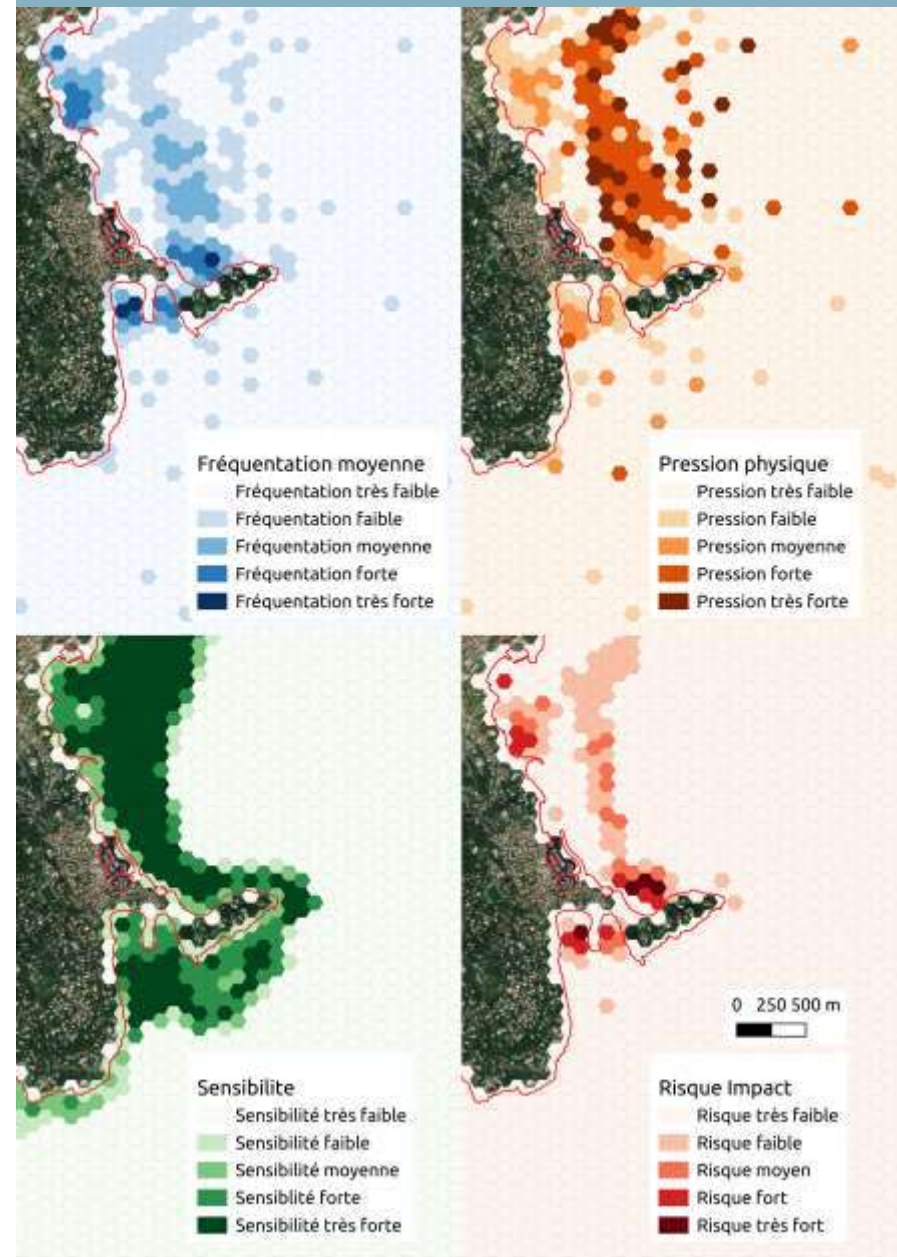 Fréquentation moyenne
Fréquentation très faible
Fréquentation faible
Fréquentation moyenne
Fréquentation forte
Fréquentation très forte
Pression physique
Pression très faible
Pression faible
Pression moyenne
Pression forte
Pression très forte
Sensibilite
Sensibilité très faible
Sensibilité faible
Sensibilité moyenne
Sensiblité forte
Sensibilité très forte
0 250 500 m
Risque Impact
Risque très faible
Risque faible
Risque moyen
Risque fort
Risque très fort